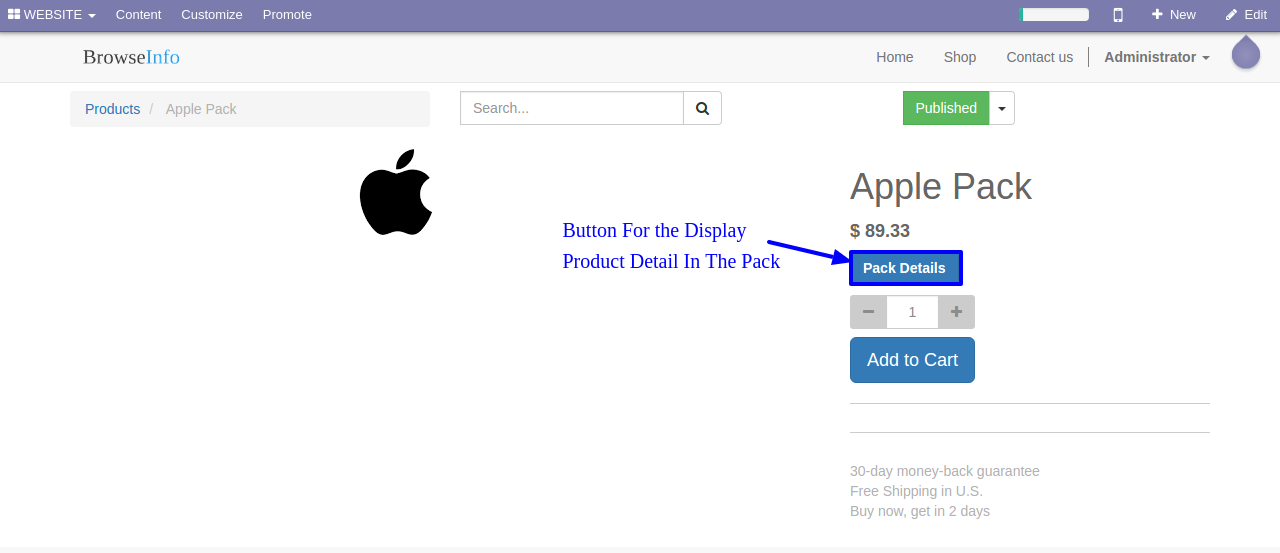 WEBSITE Content Customize Promote New Edit
BrowseInfo Home Shop Contact us Administrator
Products / Apple Pack Search... Published
Apple Pack
$ 89.33
Button For the Display
Product Detail In The Pack
Pack Details
1
Add to Cart
30-day money-back guarantee
Free Shipping in U.S.
Buy now, get in 2 days